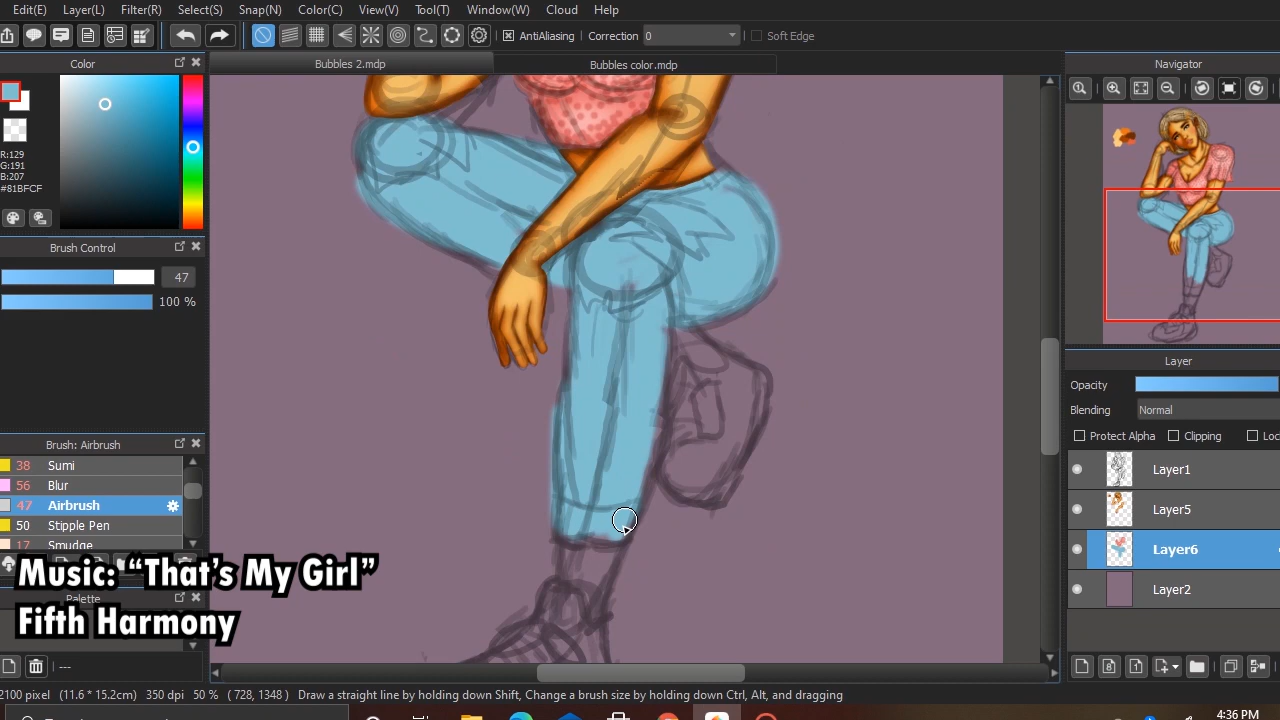 Edit(E) Layer(L) Filter(R) Select(S) Snap(N) Color(C) View(V) Tool(T) Window(W) Cloud Help
AntiAliasing Correction 0 Soft Edge
Color
Bubbles 2.mdp
Bubbles color.mdp
Navigator
R:129
G:191
B:207
#81BFCF
Brush Control
47
100 %
Layer
Opacity
Blending Normal
Protect Alpha Clipping Loc
Brush: Airbrush
38 Sumi
56 Blur
47 Airbrush
50 Stipple Pen
17 Smudge
Layer1
Layer5
Layer6
Layer2
Music: “That’s My Girl”
Fifth Harmony
Palette
---
2100 pixel (11.6 * 15.2cm) 350 dpi 50 % ( 728, 1348 ) Draw a straight line by holding down Shift, Change a brush size by holding down Ctrl, Alt, and dragging
4:36 PM